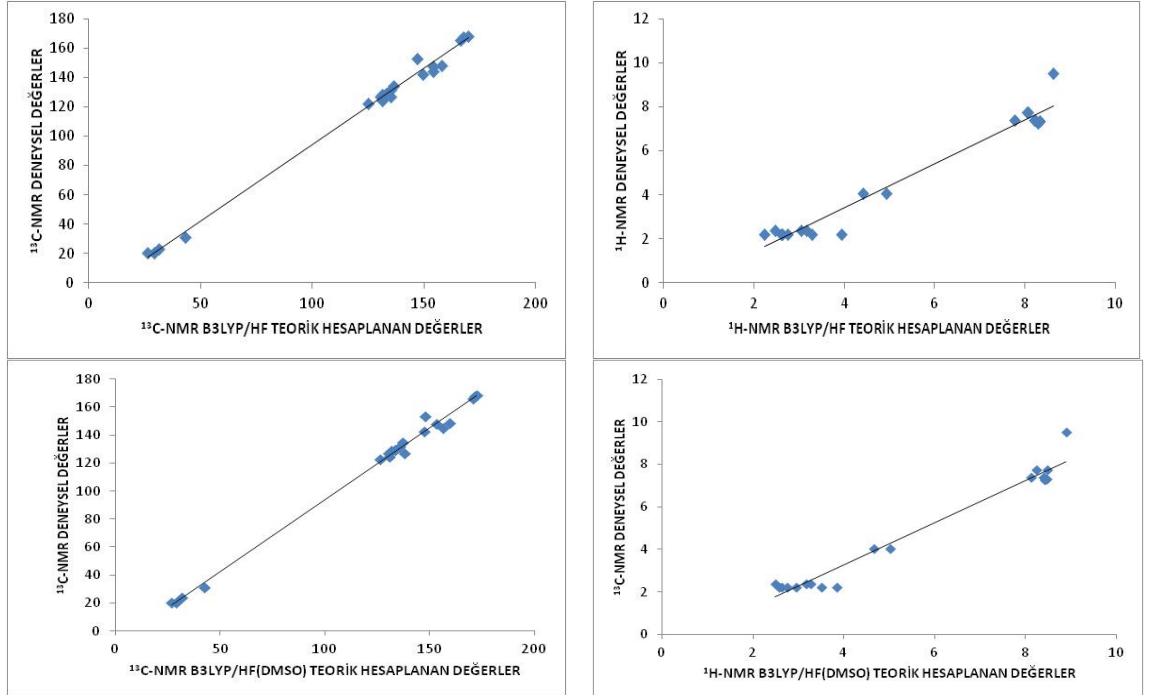 180
160
140
120
100
80
60
40
20
0
¹³C-NMR DENEYSEL DEĞERLER
0 50 100 150 200
¹³C-NMR B3LYP/HF TEORİK HESAPLANAN DEĞERLER
12
10
8
6
4
2
0
¹H-NMR DENEYSEL DEĞERLER
0 2 4 6 8 10
¹H-NMR B3LYP/HF TEORİK HESAPLANAN DEĞERLER
180
160
140
120
100
80
60
40
20
0
¹³C-NMR DENEYSEL DEĞERLER
0 50 100 150 200
¹³C-NMR B3LYP/HF(DMSO) TEORİK HESAPLANAN DEĞERLER
12
10
8
6
4
2
0
¹³C-NMR DENEYSEL DEĞERLER
0 2 4 6 8 10
¹H-NMR B3LYP/HF(DMSO) TEORİK HESAPLANAN DEĞERLER